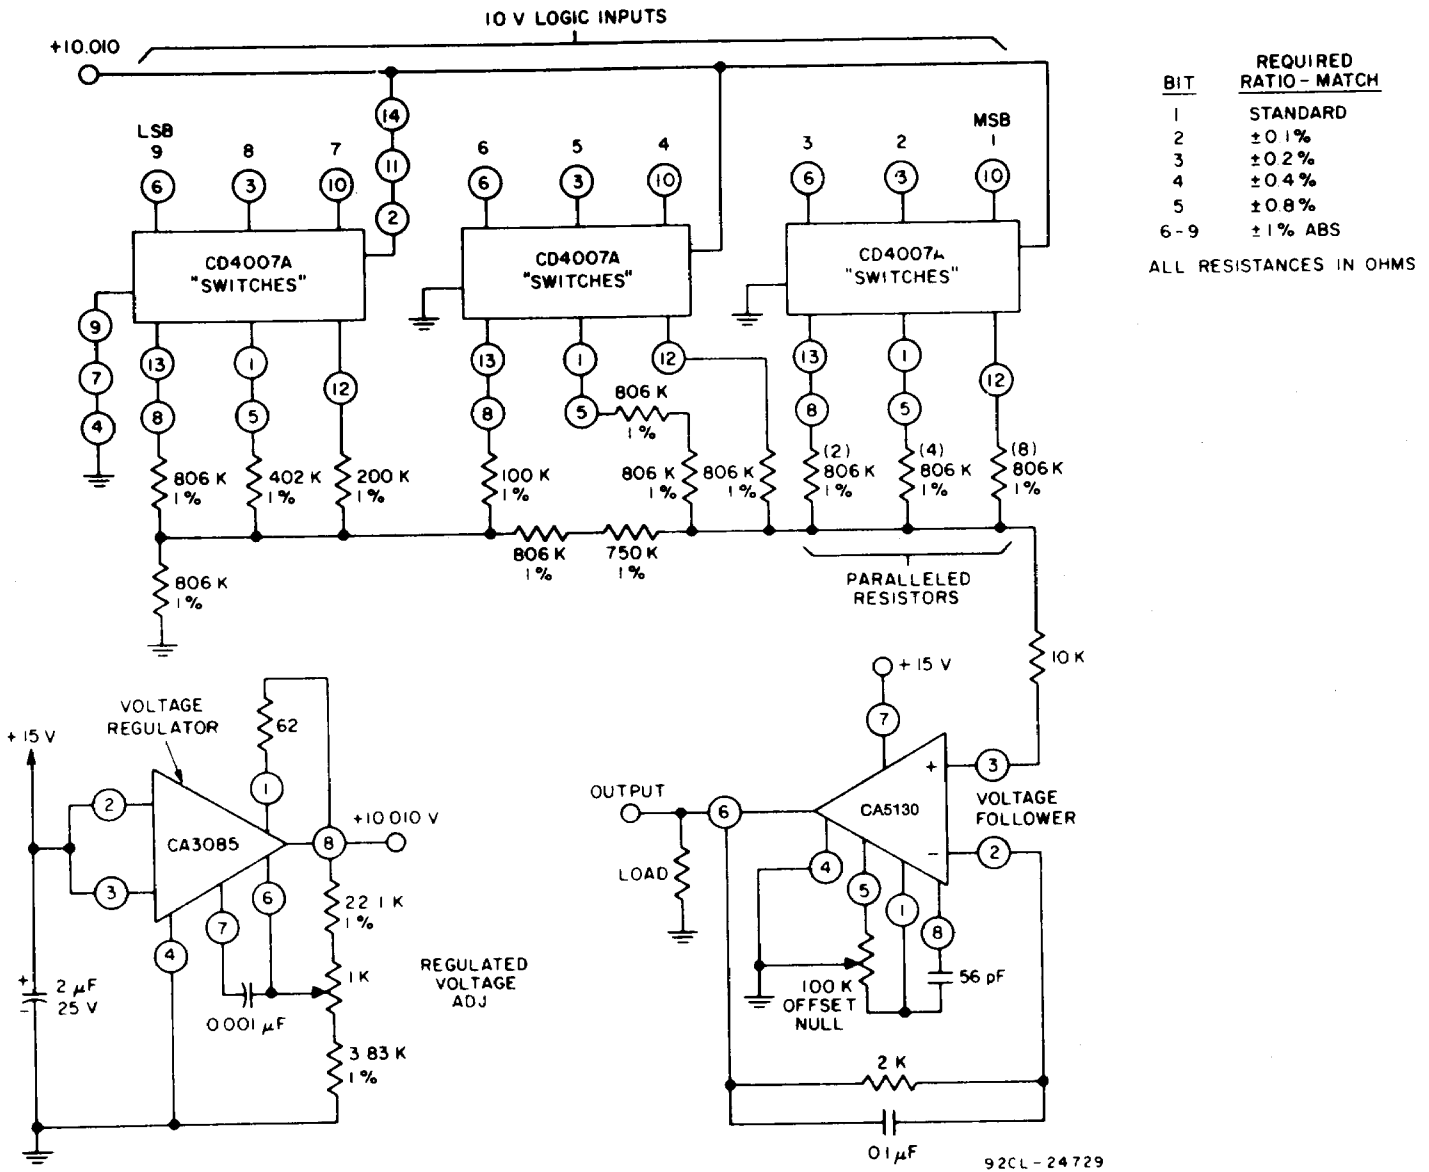 10 V LOGIC INPUTS
+10.010
REQUIRED
BIT RATIO-MATCH
1 STANDARD
2 ±0.1%
3 ±0.2%
4 ±0.4%
5 ±0.8%
6-9 ±1% ABS
ALL RESISTANCES IN OHMS
LSB
MSB
9 8 7 6 5 4 3 2 1
14
11
2
6 3 10 6 3 10 6 3 10
CD4007A
"SWITCHES"
CD4007A
"SWITCHES"
CD4007A
"SWITCHES"
9
7
4
13 1 12 13 1 12 13 1 12
8 5 8 5 8 5
806 K
1%
806 K
1%
402 K
1%
200 K
1%
100 K
1%
806 K
1%
806 K
1%
(2)
806 K
1%
(4)
806 K
1%
(8)
806 K
1%
806 K
1%
750 K
1%
806 K
1%
PARALLELED
RESISTORS
10 K
VOLTAGE
REGULATOR
+15 V
62
1
2
3
CA3085
8
+10.010 V
6
7
4
22 1 K
1%
1 K
REGULATED
VOLTAGE
ADJ
0.001 µF
3 83 K
1%
+
2 µF
25 V
-
+15 V
7
+
3
CA5130
VOLTAGE
FOLLOWER
-
2
OUTPUT
6
LOAD
4
5
1
8
56 pF
100 K
OFFSET
NULL
2 K
01 µF
92CL-24729